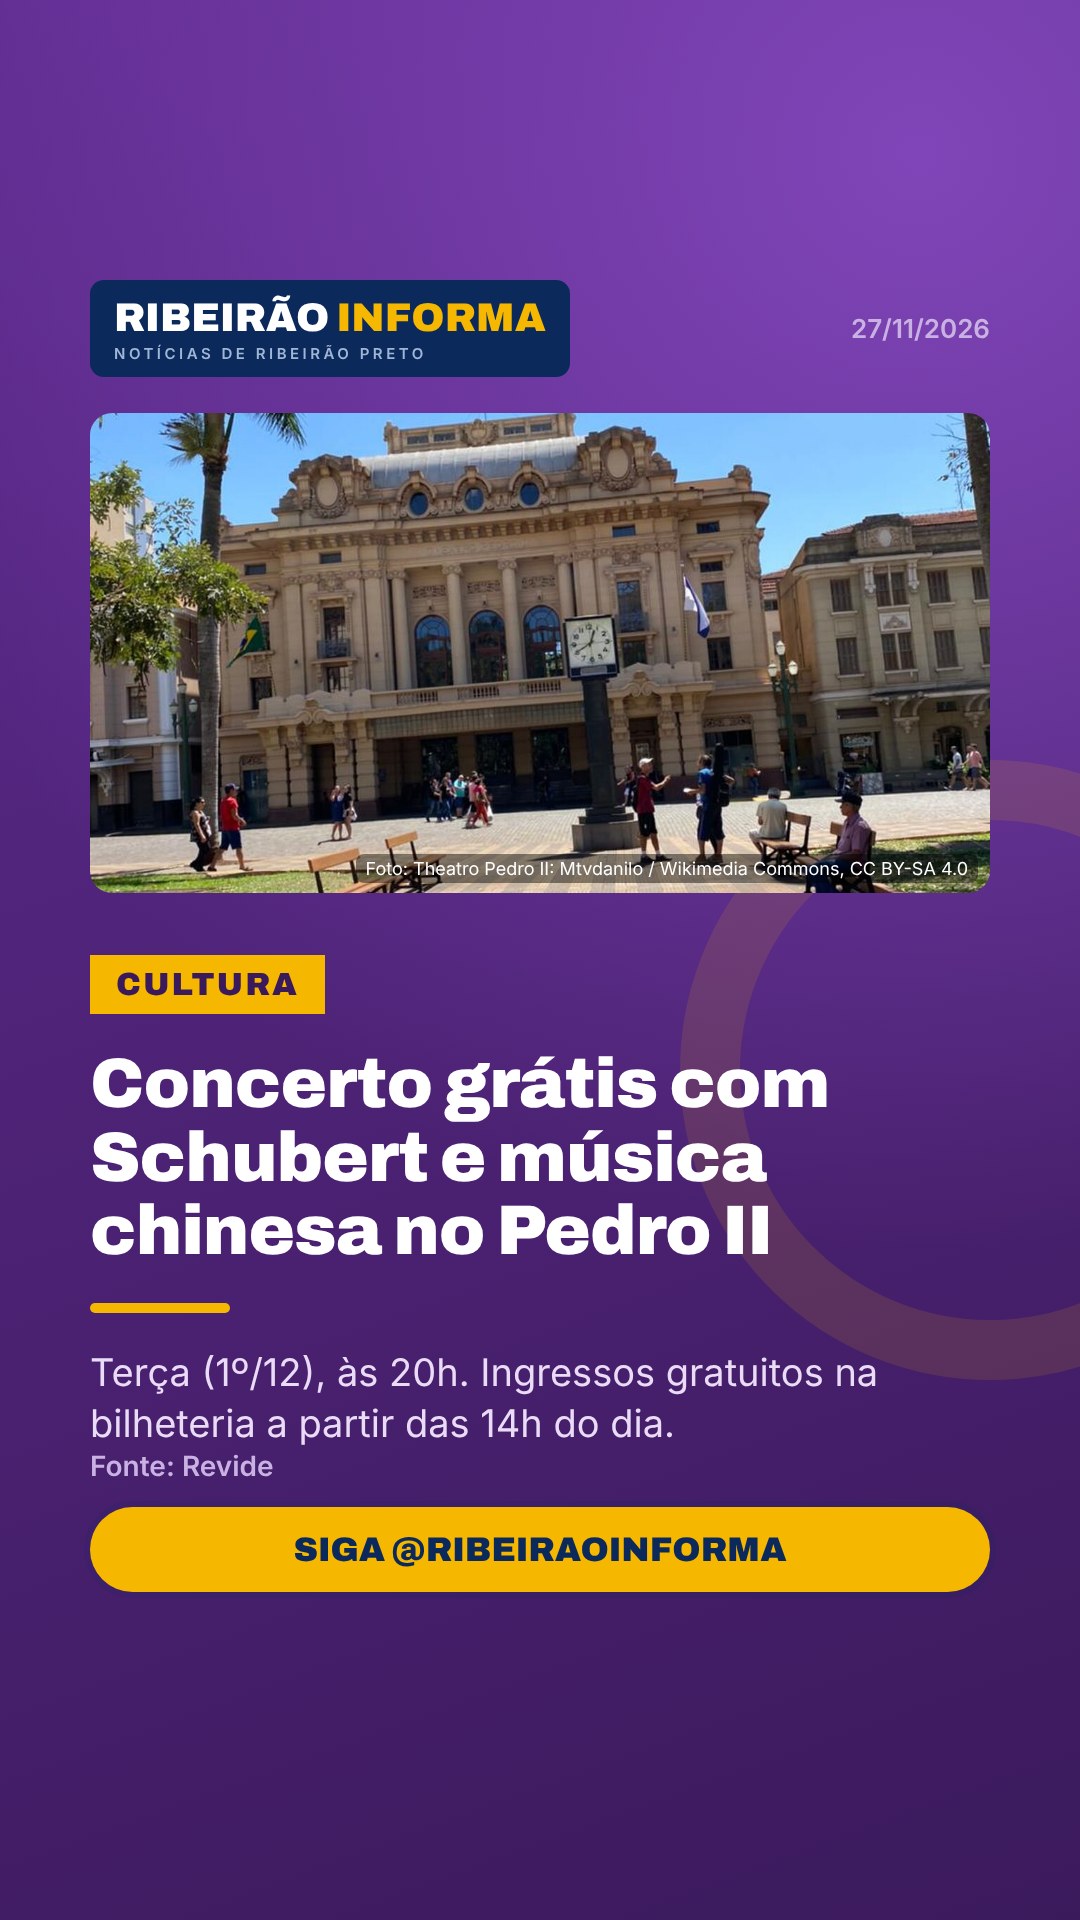 RIBEIRÃO INFORMA
NOTÍCIAS DE RIBEIRÃO PRETO
27/11/2026
Foto: Theatro Pedro II: Mtvdanilo / Wikimedia Commons, CC BY-SA 4.0
CULTURA
Concerto grátis com
Schubert e música
chinesa no Pedro II
Terça (1º/12), às 20h. Ingressos gratuitos na
bilheteria a partir das 14h do dia.
Fonte: Revide
SIGA @RIBEIRAOINFORMA